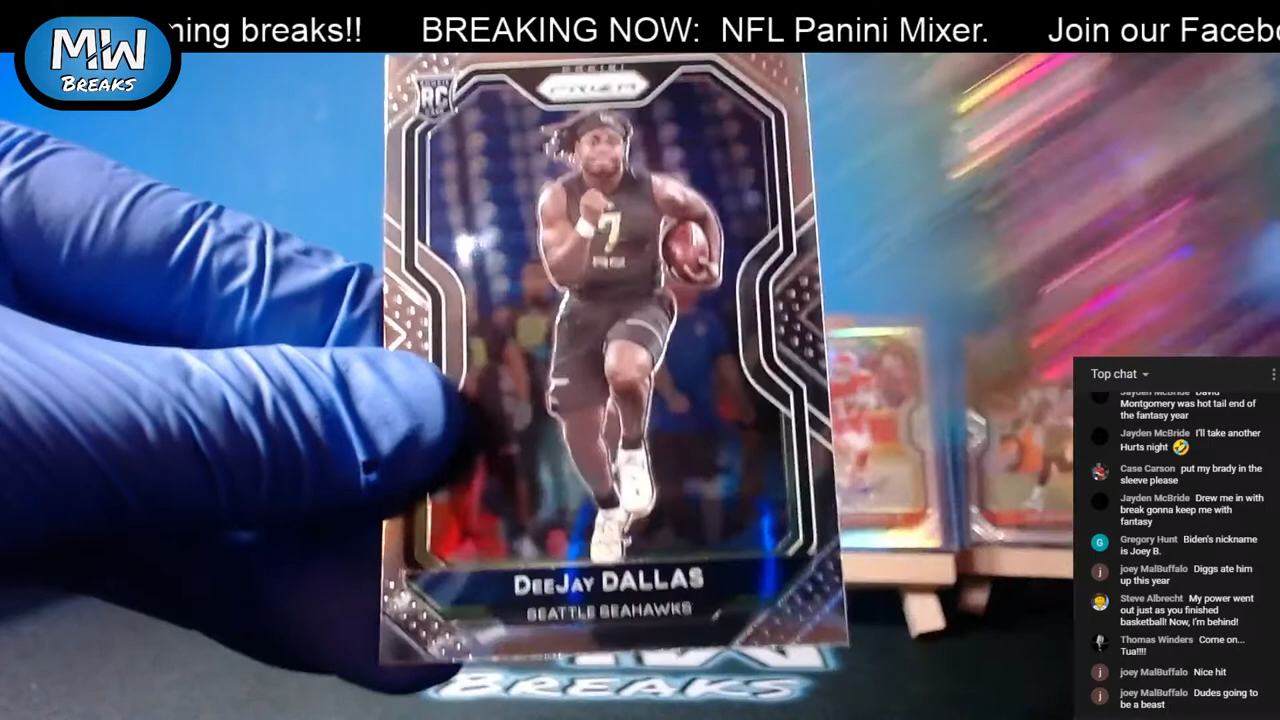 ming breaks!! BREAKING NOW: NFL Panini Mixer. Join our Facebo
MW
BREAKS
RC
PANINI
PRIZM
7
DEEJAY DALLAS
SEATTLE SEAHAWKS
BREAKS
Top chat
Jayden McBride David
Montgomery was hot tail end of
the fantasy year
Jayden McBride I'll take another
Hurts night 🤣
Case Carson put my brady in the
sleeve please
Jayden McBride Drew me in with
break gonna keep me with
fantasy
G
Gregory Hunt Biden's nickname
is Joey B.
j
joey MalBuffalo Diggs ate him
up this year
Steve Albrecht My power went
out just as you finished
basketball! Now, I'm behind!
Thomas Winders Come on...
Tua!!!!
j
joey MalBuffalo Nice hit
j
joey MalBuffalo Dudes going to
be a beast